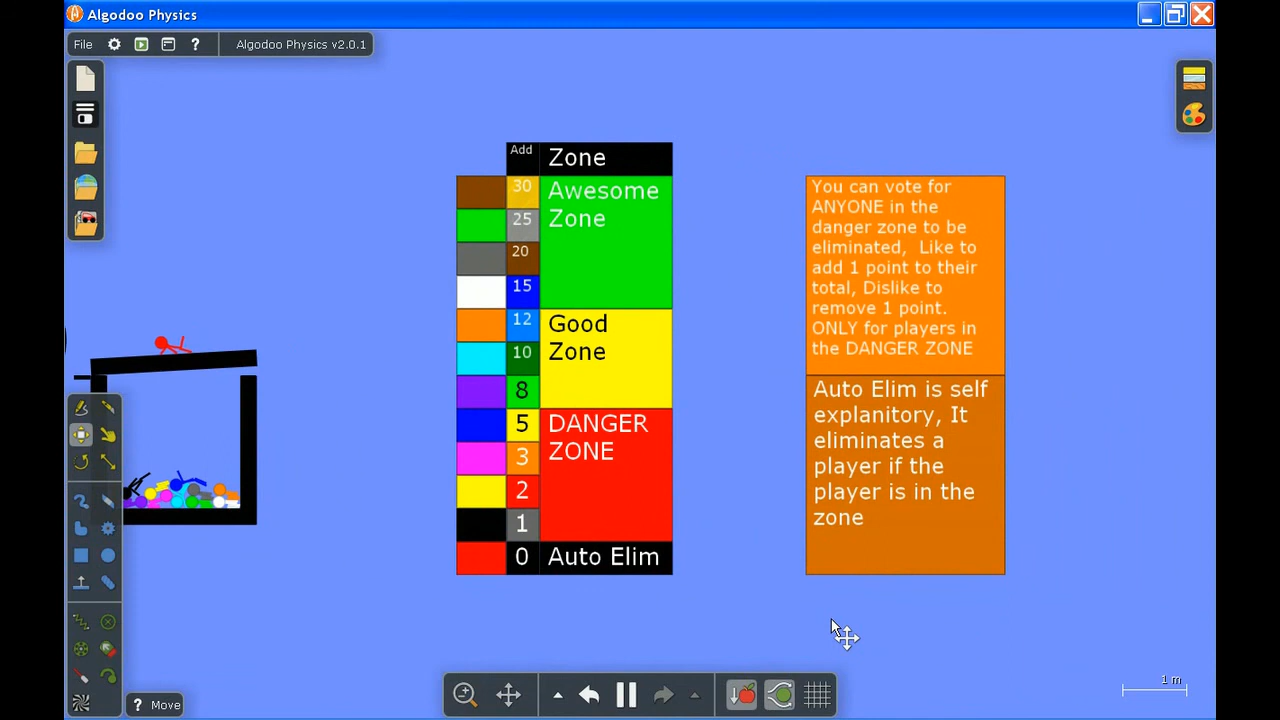 Algodoo Physics
File
?
Algodoo Physics v2.0.1
Add
Zone
30
Awesome
25
Zone
20
15
12
Good
10
Zone
8
5
DANGER
3
ZONE
2
1
0
Auto Elim
You can vote for
ANYONE in the
danger zone to be
eliminated, Like to
add 1 point to their
total, Dislike to
remove 1 point.
ONLY for players in
the DANGER ZONE
Auto Elim is self
explanitory, It
eliminates a
player if the
player is in the
zone
? Move
1 m